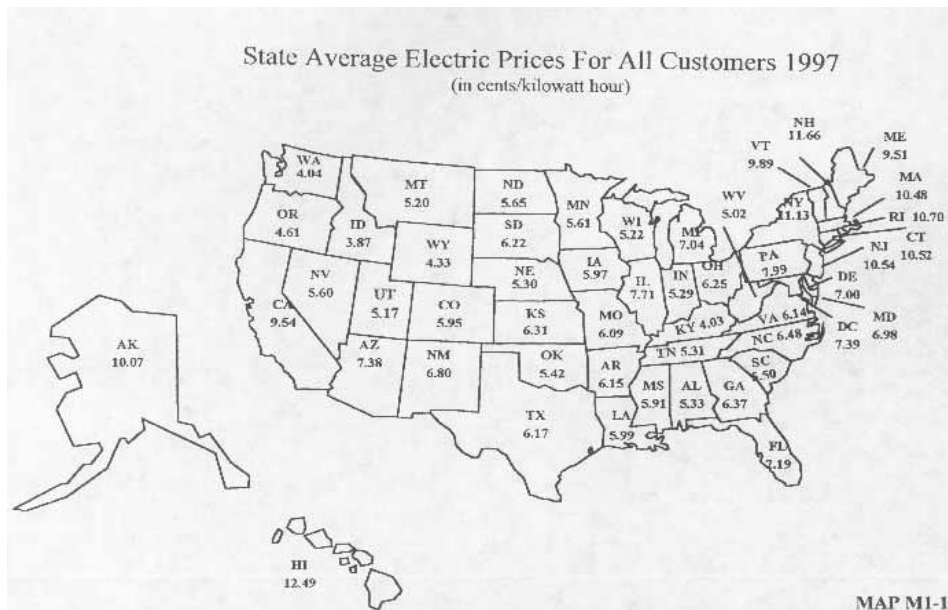 State Average Electric Prices For All Customers 1997
(in cents/kilowatt hour)
NH
11.66
VT
9.89
ME
9.51
WA
4.04
MT
5.20
ND
5.65
MN
5.61
WV
5.02
NY
11.13
MA
10.48
RI 10.70
CT
10.52
OR
4.61
ID
3.87
SD
6.22
WI
5.22
MI
7.04
WY
4.33
PA
7.99
NJ
10.54
IA
5.97
NE
5.30
NV
5.60
IL
7.71
IN
5.29
OH
6.25
DE
7.00
UT
5.17
CO
5.95
CA
9.54
KS
6.31
MO
6.09
KY 4.03
VA 6.14
MD
6.98
DC
7.39
AK
10.07
AZ
7.38
NM
6.80
OK
5.42
TN 5.31
NC 6.48
AR
6.15
SC
5.50
MS
5.91
AL
5.33
GA
6.37
TX
6.17
LA
5.99
FL
7.19
HI
12.49
MAP M1-1